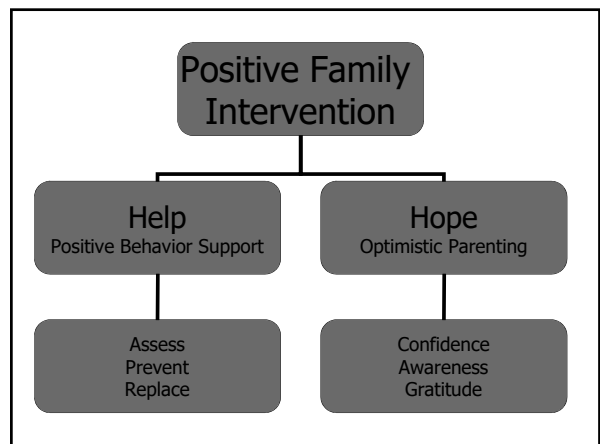 Positive Family
Intervention
Help
Positive Behavior Support
Hope
Optimistic Parenting
Assess
Prevent
Replace
Confidence
Awareness
Gratitude